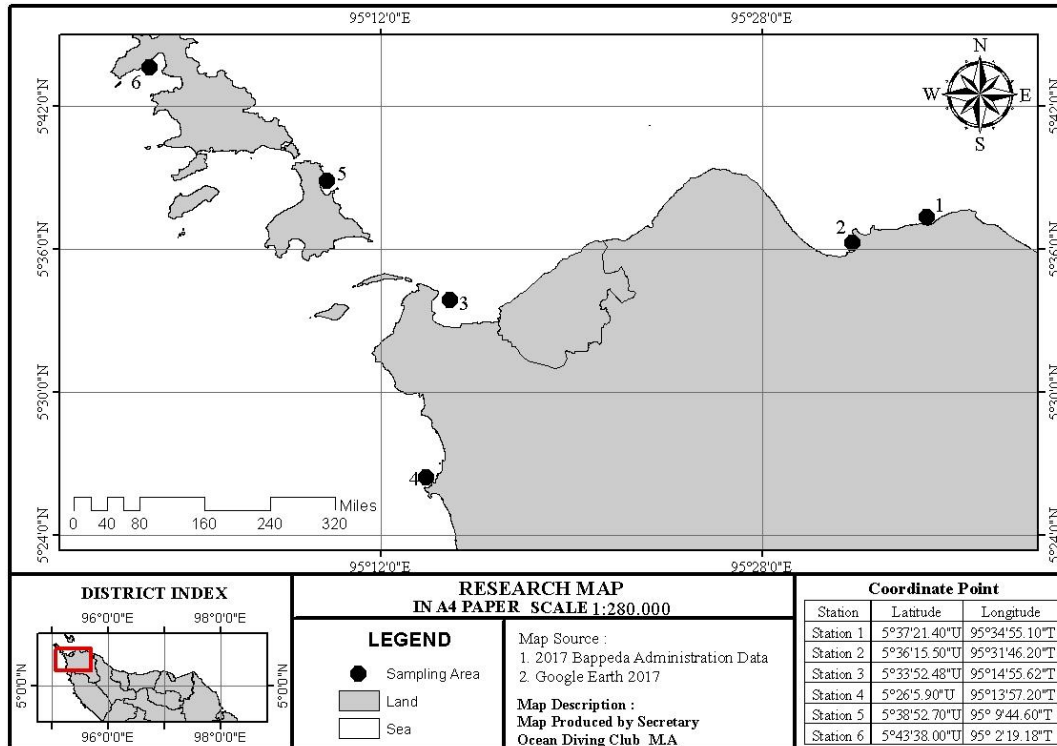 95°12'0"E 95°28'0"E
N
W E
S
5°42'0"N 5°42'0"N
5°36'0"N 5°36'0"N
5°30'0"N 5°30'0"N
5°24'0"N 5°24'0"N
6
5
1
2
3
4
Miles
0 40 80 160 240 320
95°12'0"E 95°28'0"E
DISTRICT INDEX
96°0'0"E 98°0'0"E
5°0'0"N 5°0'0"N
96°0'0"E 98°0'0"E
RESEARCH MAP
IN A4 PAPER SCALE 1:280.000
LEGEND
Sampling Area
Land
Sea
Map Source :
1. 2017 Bappeda Administration Data
2. Google Earth 2017
Map Description :
Map Produced by Secretary
Ocean Diving Club MA
Coordinate Point
Station Latitude Longitude
Station 1 5°37'21.40"U 95°34'55.10"T
Station 2 5°36'15.50"U 95°31'46.20"T
Station 3 5°33'52.48"U 95°14'55.62"T
Station 4 5°26'5.90"U 95°13'57.20"T
Station 5 5°38'52.70"U 95° 9'44.60"T
Station 6 5°43'38.00"U 95° 2'19.18"T